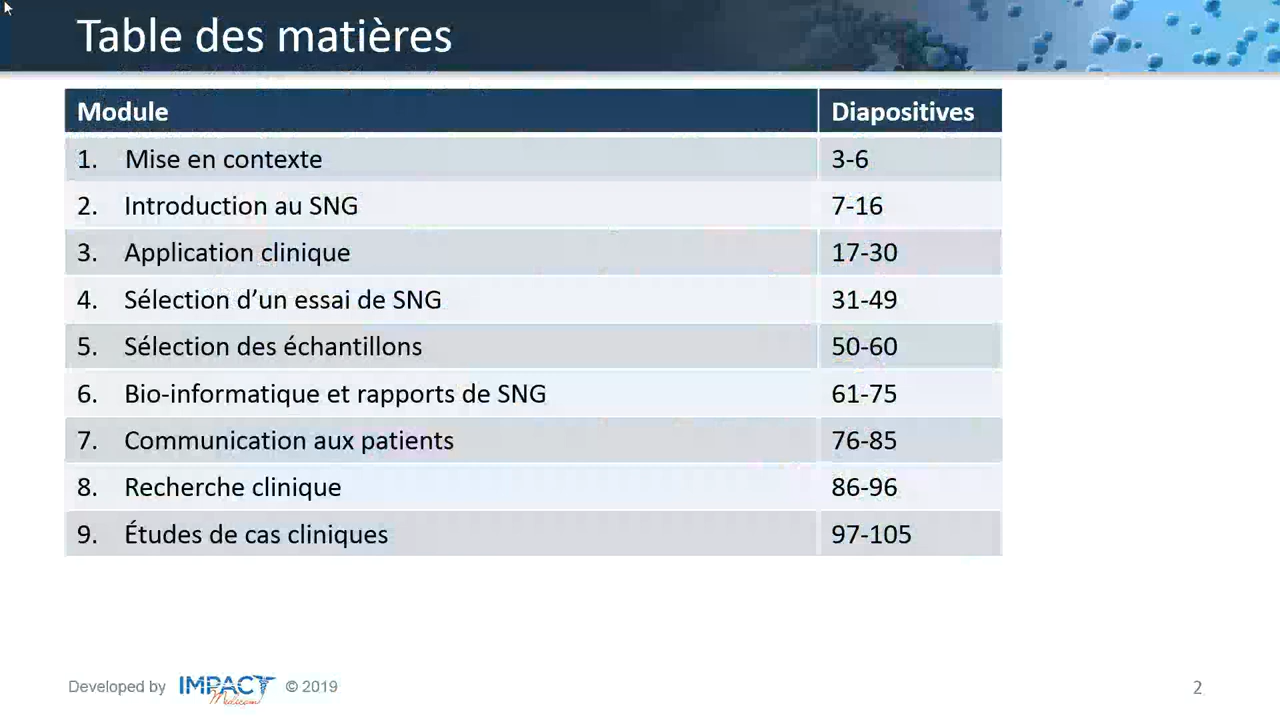 Table des matières
Module Diapositives
1. Mise en contexte 3-6
2. Introduction au SNG 7-16
3. Application clinique 17-30
4. Sélection d’un essai de SNG 31-49
5. Sélection des échantillons 50-60
6. Bio-informatique et rapports de SNG 61-75
7. Communication aux patients 76-85
8. Recherche clinique 86-96
9. Études de cas cliniques 97-105
Developed by IMPACT Medicom © 2019 2